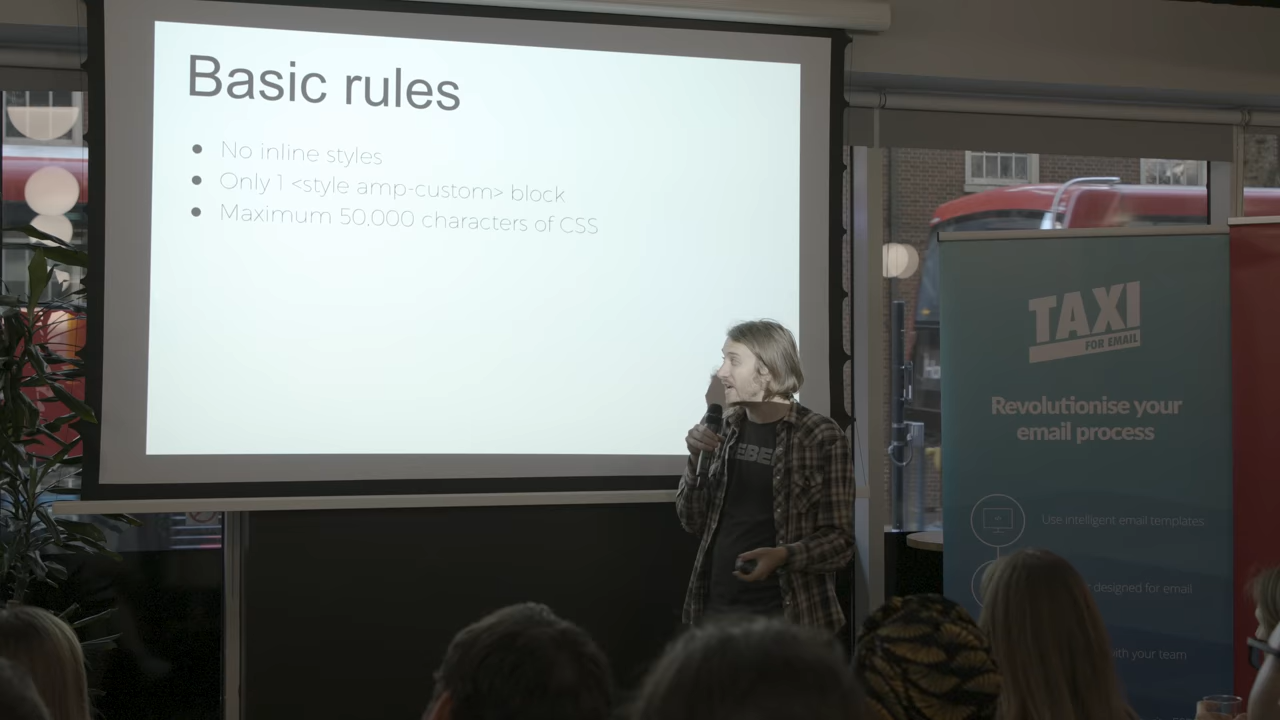 Basic rules
No inline styles
Only 1 <style amp-custom> block
Maximum 50,000 characters of CSS
TAXI
FOR EMAIL
Revolutionise your
email process
Use intelligent email templates
designed for email
with your team